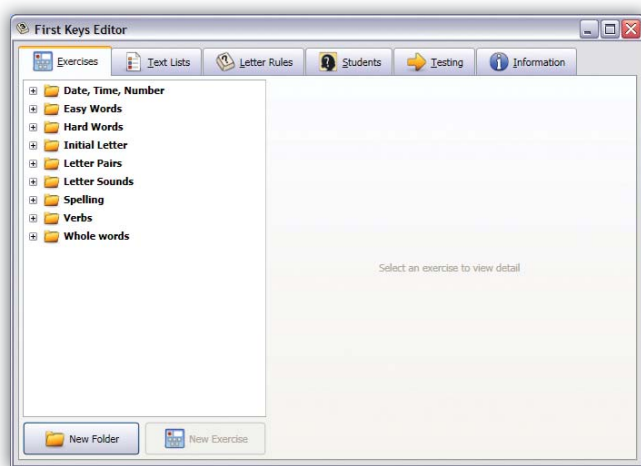 First Keys Editor
Exercises Text Lists Letter Rules Students Testing Information
Date, Time, Number
Easy Words
Hard Words
Initial Letter
Letter Pairs
Letter Sounds
Spelling
Verbs
Whole words
Select an exercise to view detail
New Folder New Exercise